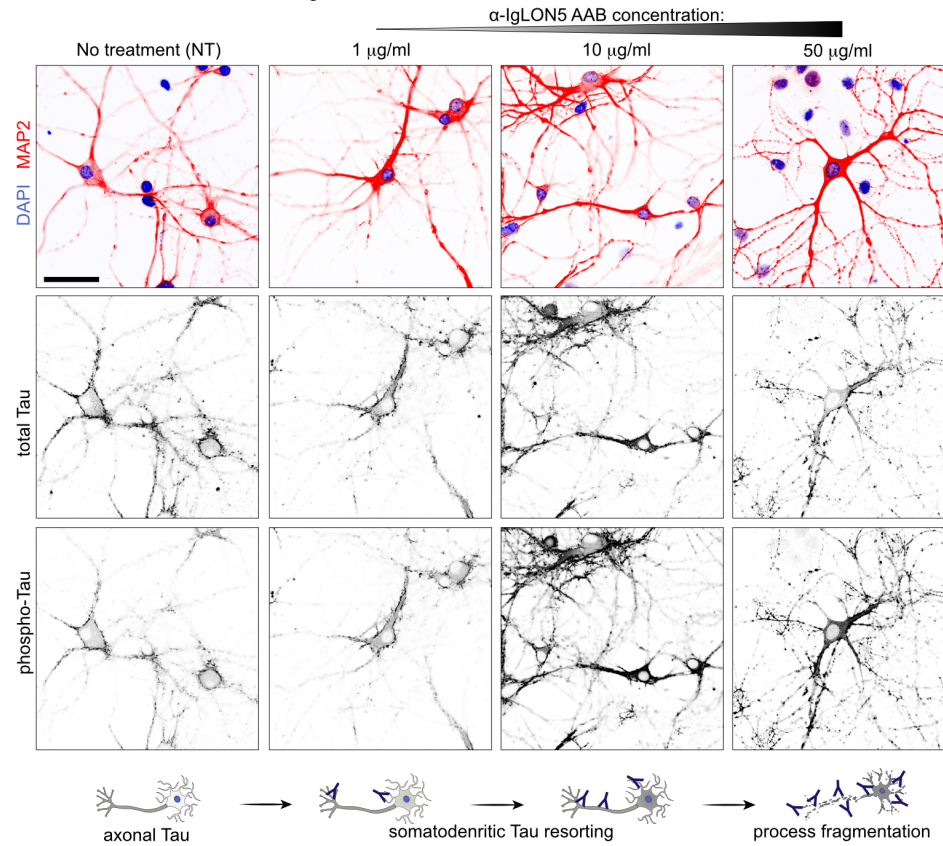 α-IgLON5 AAB concentration:
No treatment (NT)
1 μg/ml
10 μg/ml
50 μg/ml
DAPI MAP2
total Tau
phospho-Tau
axonal Tau
somatodenritic Tau resorting
process fragmentation